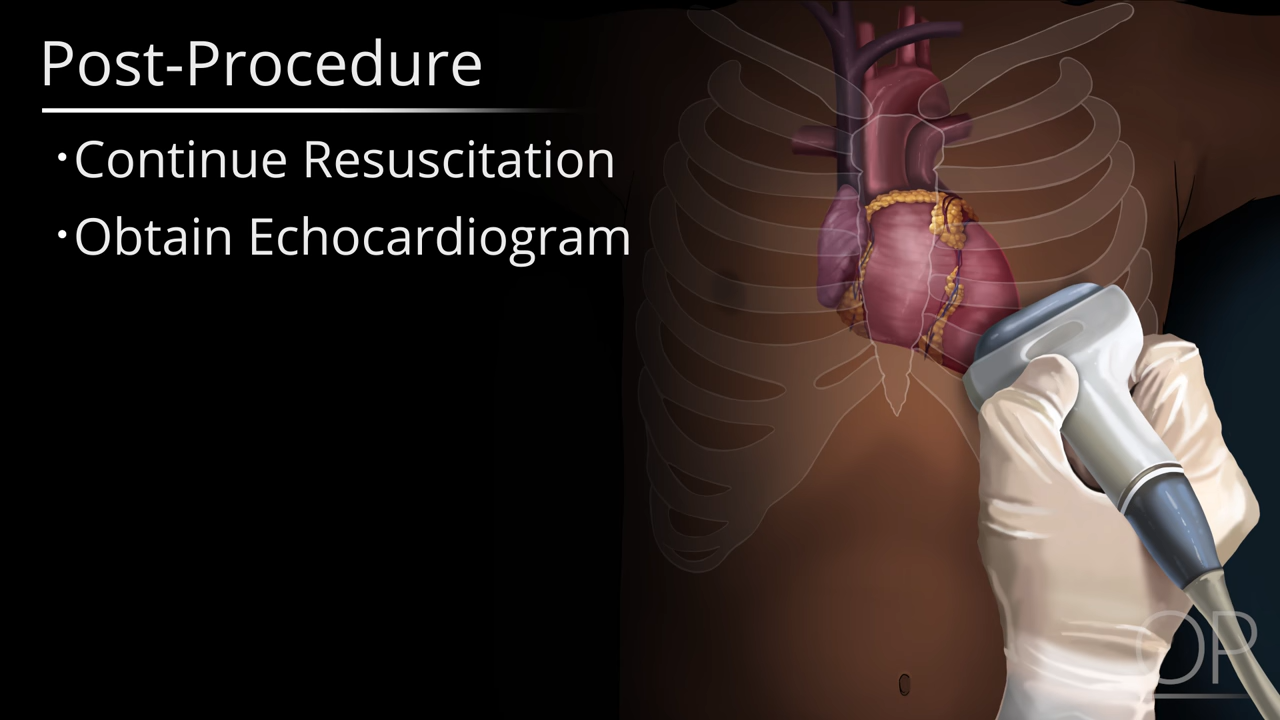 Post-Procedure
· Continue Resuscitation
· Obtain Echocardiogram
OP